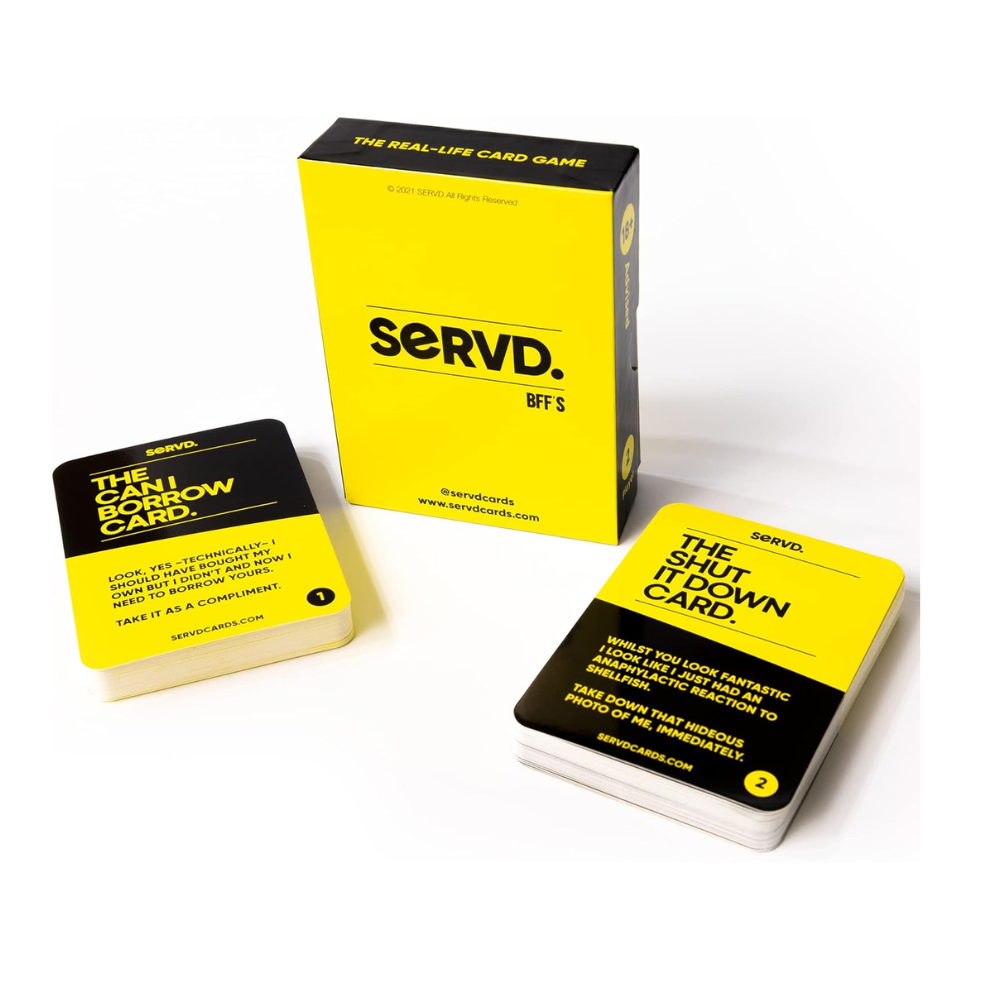 THE REAL-LIFE CARD GAME
© 2021 SERVD.All Rights Reserved
SERVD.
BFF'S
@servdcards
www.servdcards.com
16+
Advised
2
SERVD.
THE
CAN I
BORROW
CARD.
LOOK, YES -TECHNICALLY- I
SHOULD HAVE BOUGHT MY
OWN BUT I DIDN'T AND NOW I
NEED TO BORROW YOURS.
TAKE IT AS A COMPLIMENT.
1
SERVDCARDS.COM
SERVD.
THE
SHUT
IT DOWN
CARD.
WHILST YOU LOOK FANTASTIC
I LOOK LIKE I JUST HAD AN
ANAPHYLACTIC REACTION TO
SHELLFISH.
TAKE DOWN THAT HIDEOUS
PHOTO OF ME, IMMEDIATELY.
SERVDCARDS.COM
2